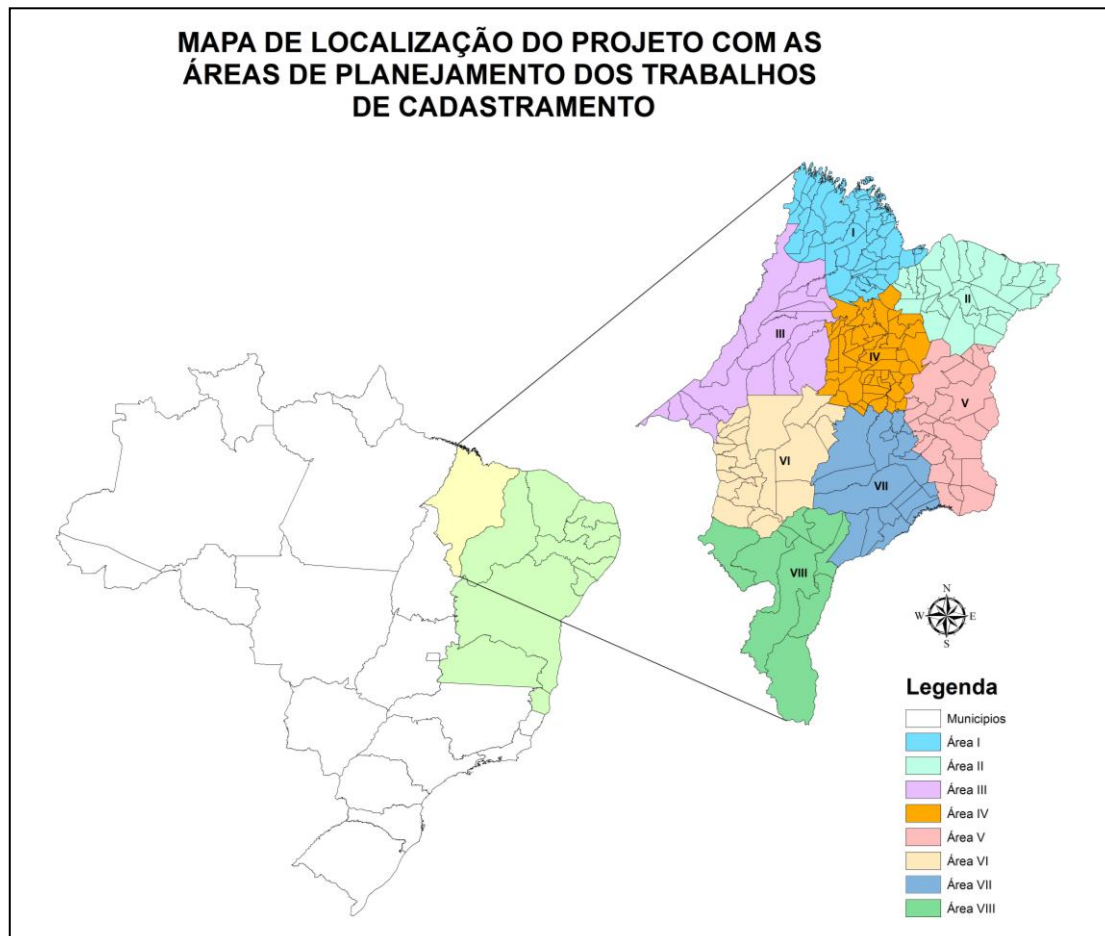 MAPA DE LOCALIZAÇÃO DO PROJETO COM AS
ÁREAS DE PLANEJAMENTO DOS TRABALHOS
DE CADASTRAMENTO
I
II
III
IV
V
VI
VII
VIII
N
W E
S
Legenda
Municipios
Área I
Área II
Área III
Área IV
Área V
Área VI
Área VII
Área VIII